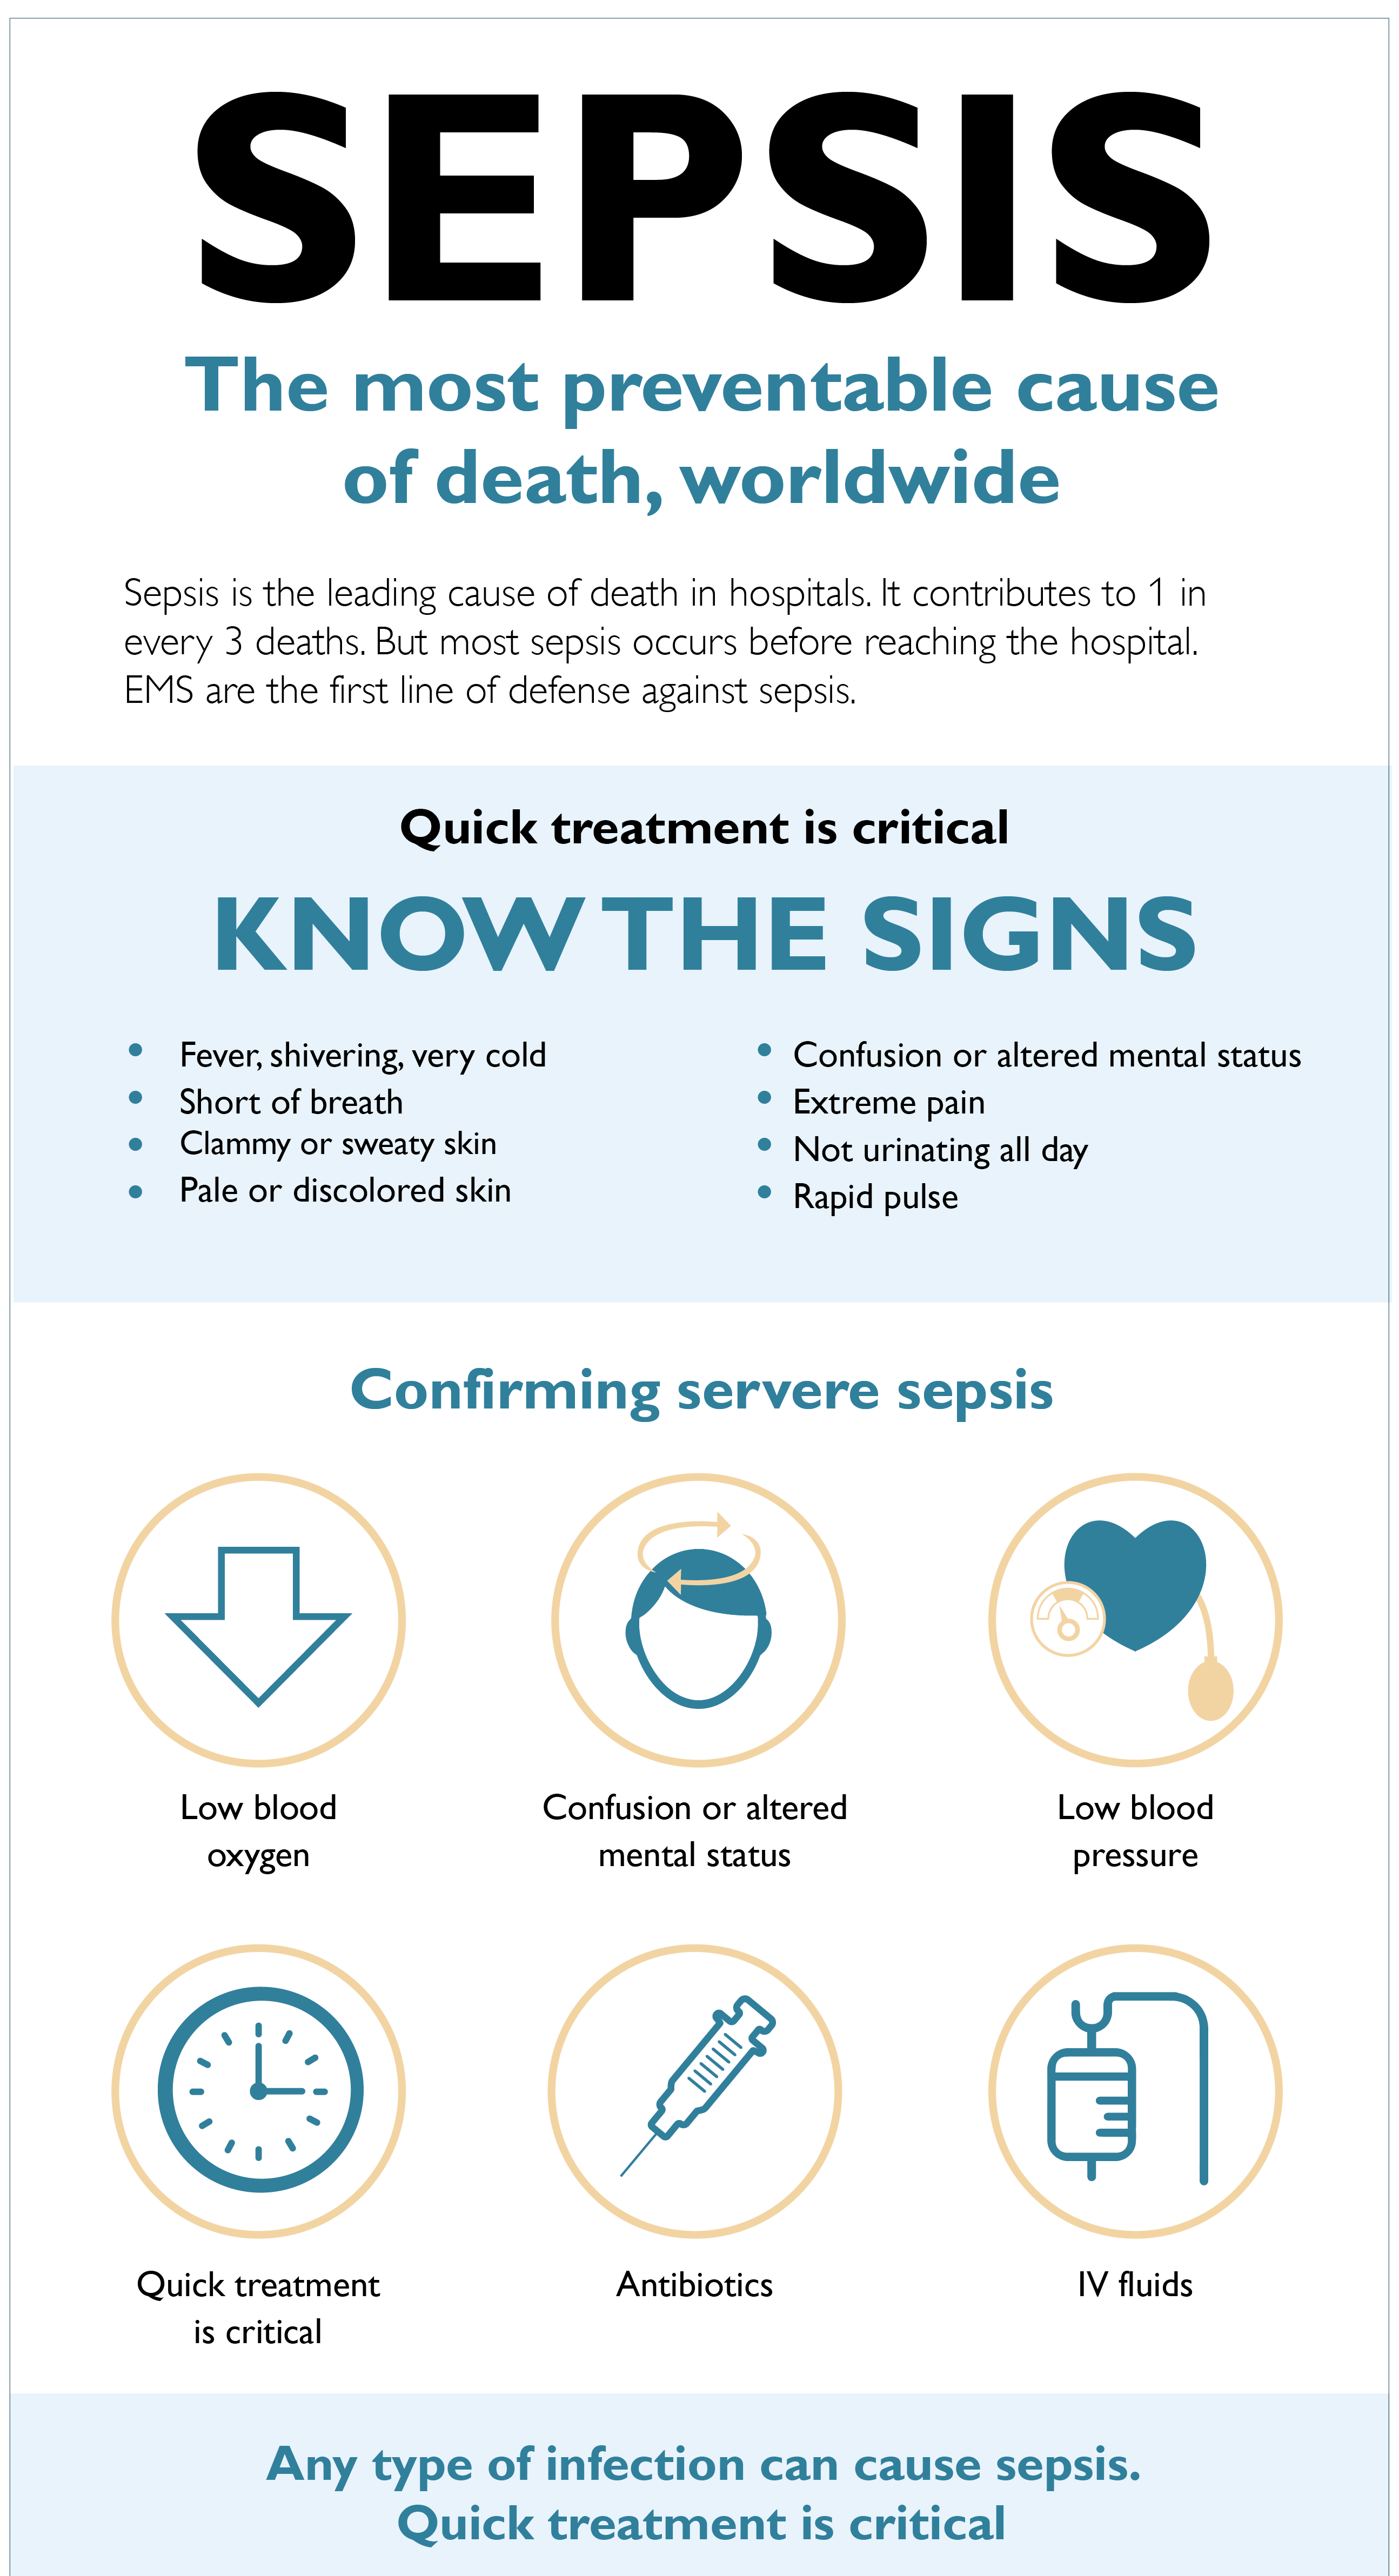 SEPSIS
The most preventable cause
of death, worldwide
Sepsis is the leading cause of death in hospitals. It contributes to 1 in
every 3 deaths. But most sepsis occurs before reaching the hospital.
EMS are the first line of defense against sepsis.
Quick treatment is critical
KNOW THE SIGNS
• Fever, shivering, very cold
• Short of breath
• Clammy or sweaty skin
• Pale or discolored skin
• Confusion or altered mental status
• Extreme pain
• Not urinating all day
• Rapid pulse
Confirming servere sepsis
Low blood
oxygen
Confusion or altered
mental status
Low blood
pressure
Quick treatment
is critical
Antibiotics
IV fluids
Any type of infection can cause sepsis.
Quick treatment is critical